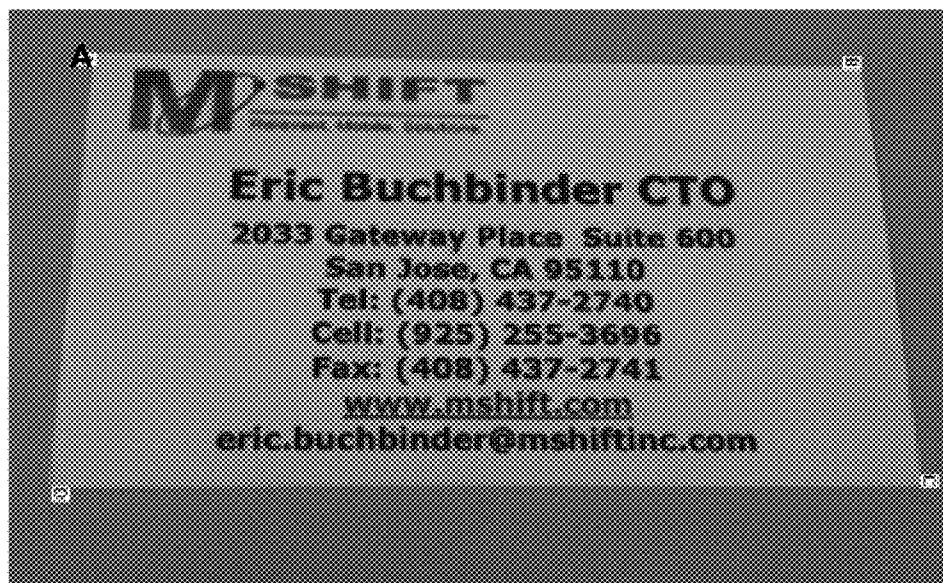 A
M SHIFT
Eric Buchbinder CTO
2033 Gateway Place Suite 600
San Jose, CA 95110
Tel: (408) 437-2740
Cell: (925) 255-3696
Fax: (408) 437-2741
www.mshift.com
eric.buchbinder@mshiftinc.com